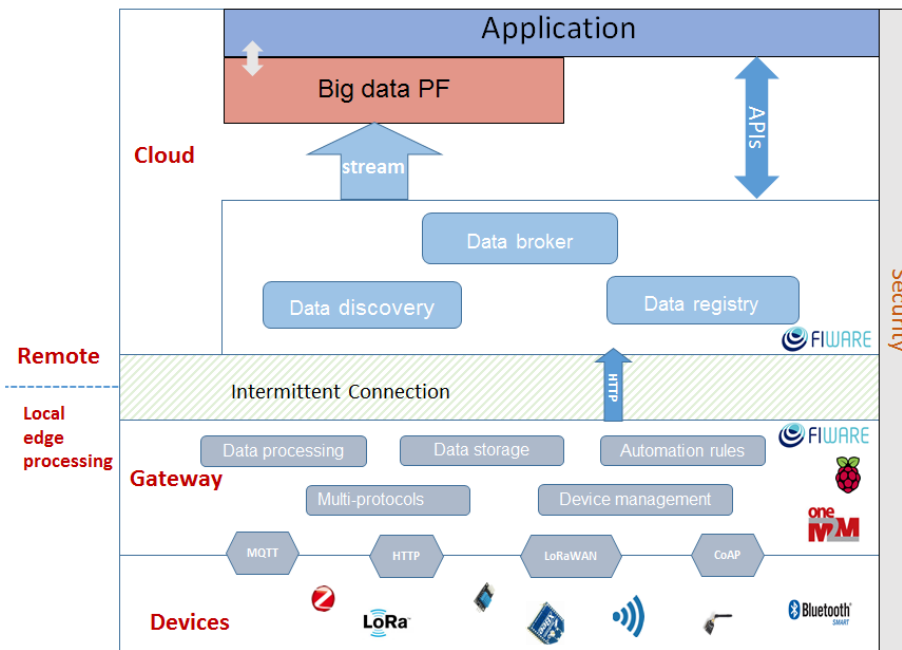 Application
Big data PF
APIs
Cloud
stream
Data broker
Data discovery
Data registry
Security
FIWARE
Remote
Intermittent Connection
HTTP
Local
edge
processing
FIWARE
Data processing
Data storage
Automation rules
Gateway
Multi-protocols
Device management
one
M2M
MQTT
HTTP
LoRaWAN
CoAP
Devices
LoRa
Bluetooth
SMART